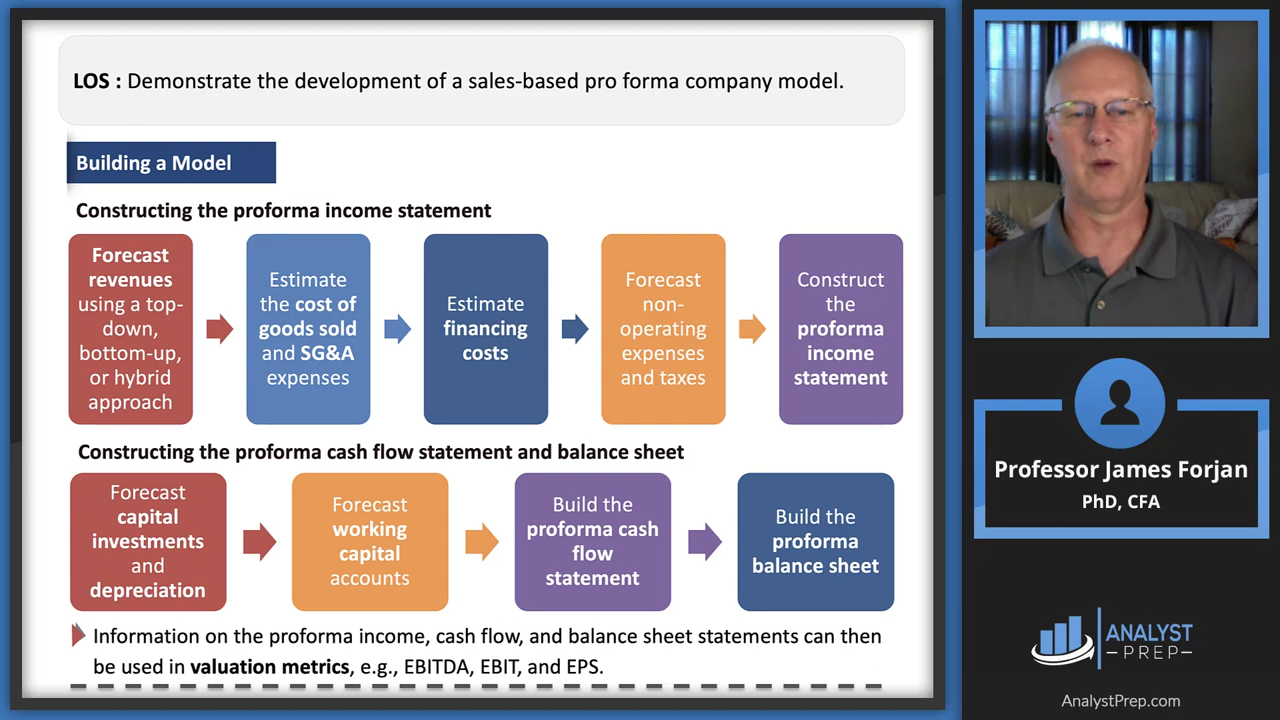 LOS : Demonstrate the development of a sales-based pro forma company model.
Building a Model
Constructing the proforma income statement
Forecast
revenues
using a top-
down,
bottom-up,
or hybrid
approach
Estimate
the cost of
goods sold
and SG&A
expenses
Estimate
financing
costs
Forecast
non-
operating
expenses
and taxes
Construct
the
proforma
income
statement
Constructing the proforma cash flow statement and balance sheet
Forecast
capital
investments
and
depreciation
Forecast
working
capital
accounts
Build the
proforma cash
flow
statement
Build the
proforma
balance sheet
Information on the proforma income, cash flow, and balance sheet statements can then
be used in valuation metrics, e.g., EBITDA, EBIT, and EPS.
Professor James Forjan
PhD, CFA
ANALYST
–PREP–
AnalystPrep.com